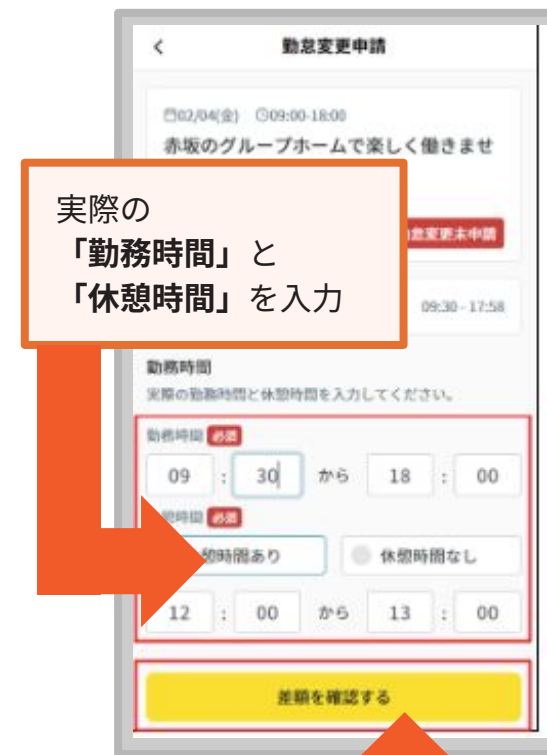 勤怠変更申請
02/04(金) 09:00-18:00
赤坂のグループホームで楽しく働きませ
実際の
「勤務時間」と
「休憩時間」を入力
怠変更未申請
09:30 - 17:58
勤務時間
実際の勤務時間と休憩時間を入力してください。
勤務時間 必須
09 : 30 から 18 : 00
憩時間 必須
憩時間あり 休憩時間なし
12 : 00 から 13 : 00
差額を確認する